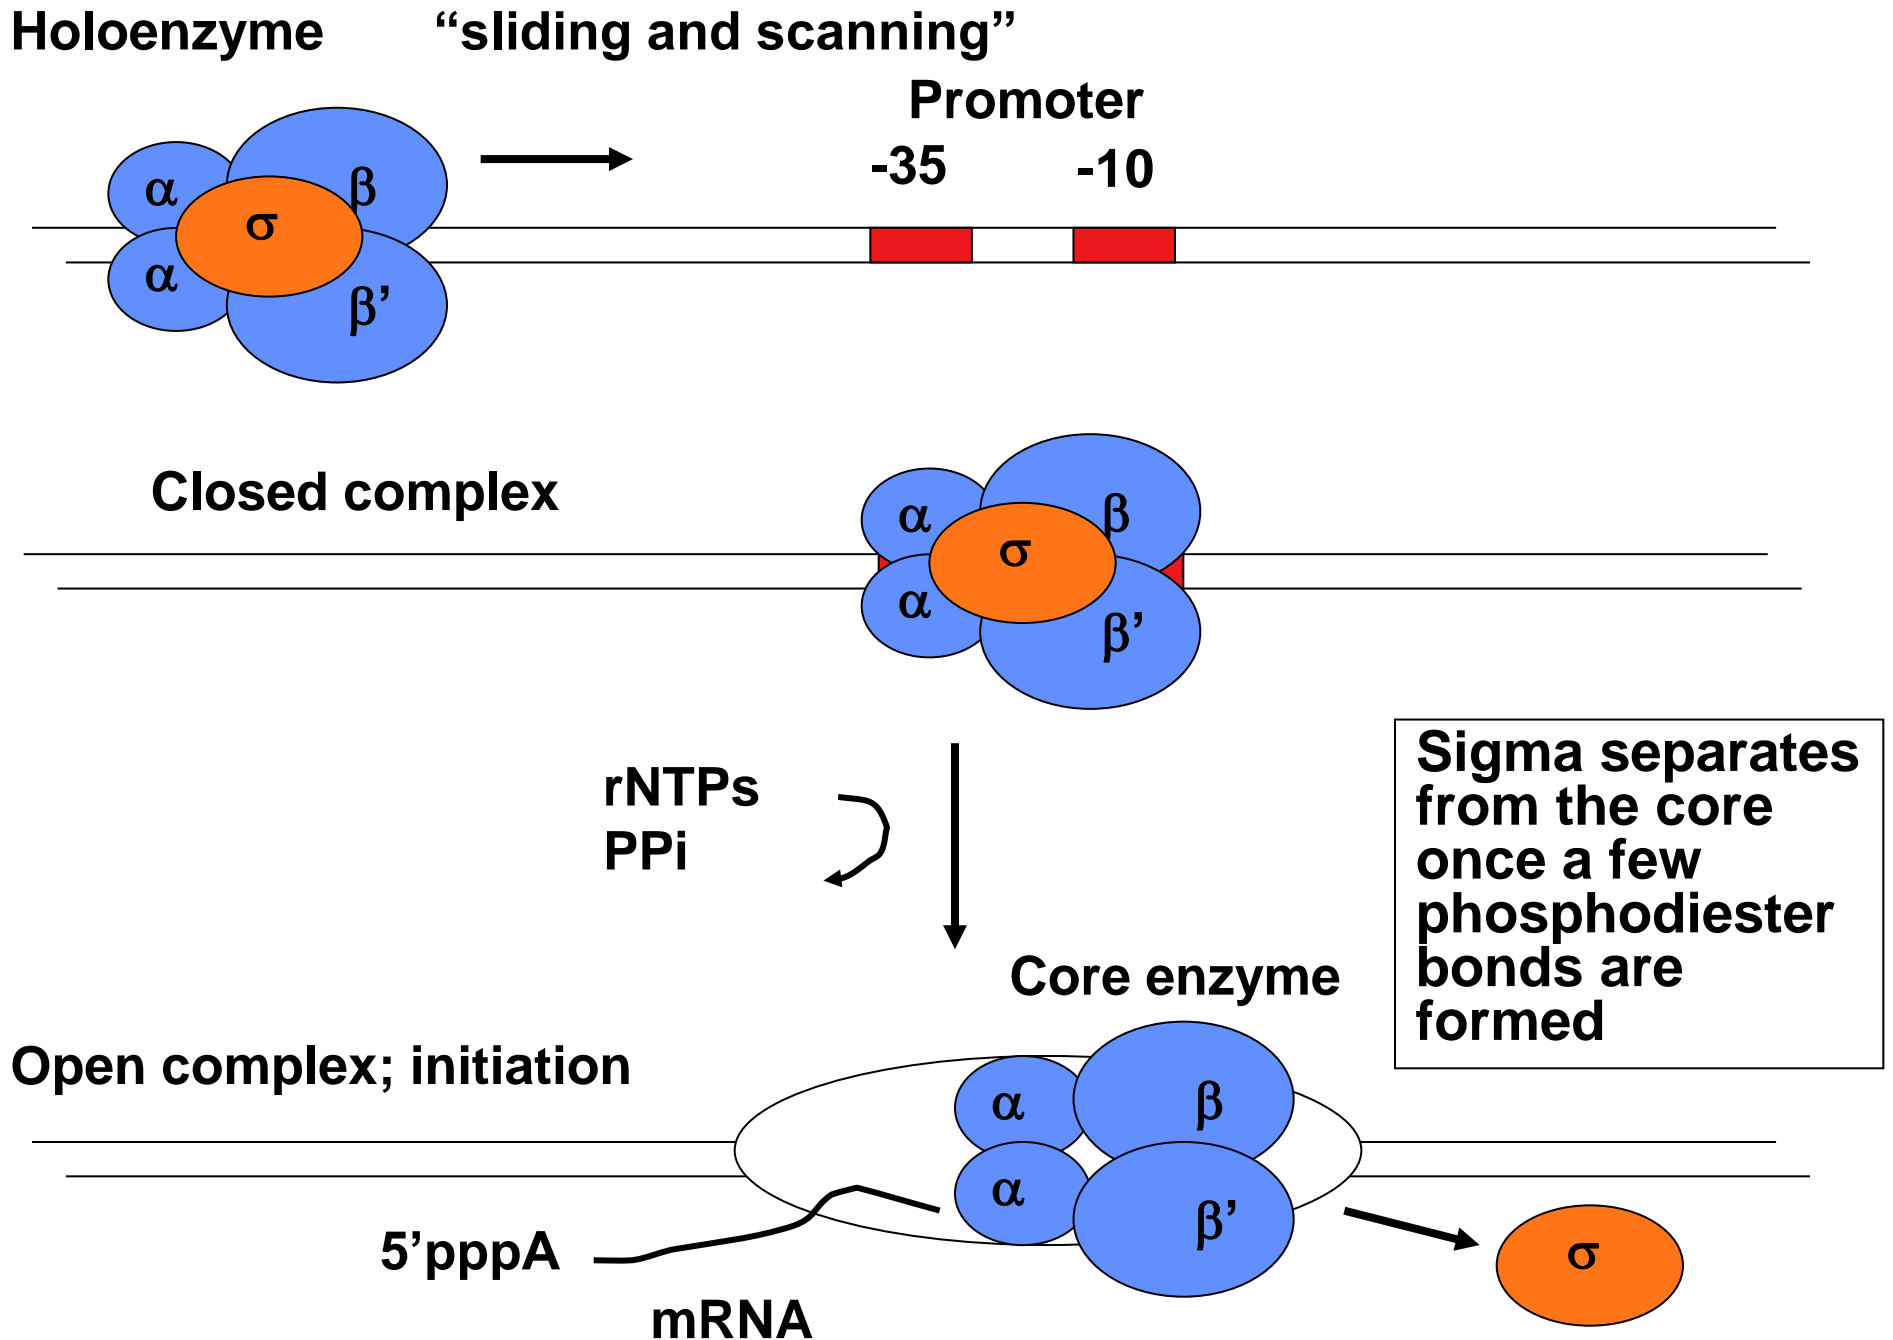 Holoenzyme “sliding and scanning”
Promoter
-35 -10
α β
σ
α β’
Closed complex
α β
σ
α β’
rNTPs
PPi
Sigma separates
from the core
once a few
phosphodiester
bonds are
formed
Core enzyme
Open complex; initiation
α β
α β’
5’pppA
σ
mRNA